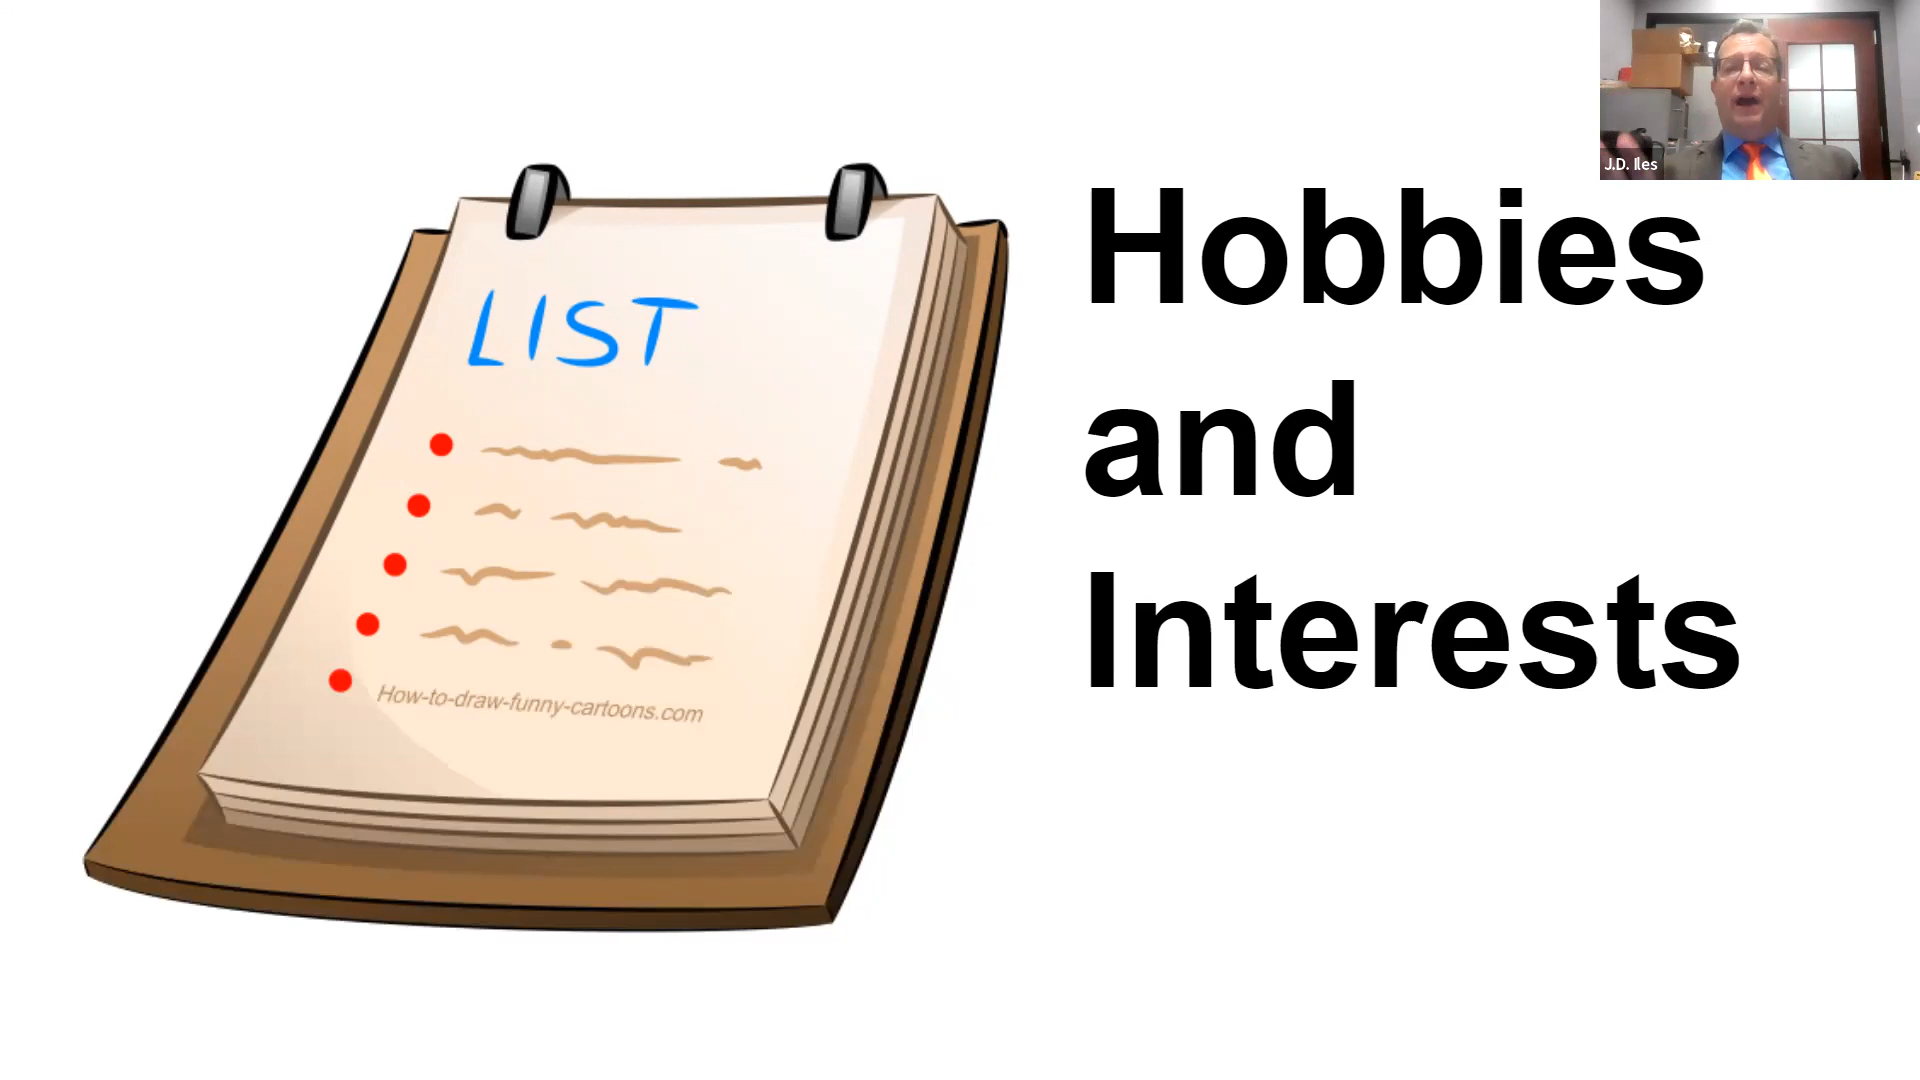 J.D. Iles
Hobbies
and
Interests
LIST
How-to-draw-funny-cartoons.com